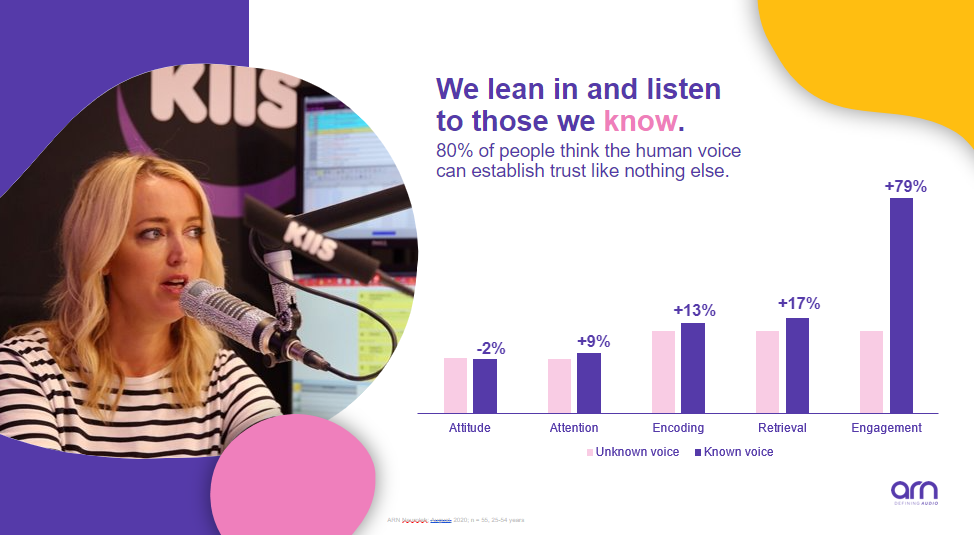 KIIS
KIIS
We lean in and listen
to those we know.
80% of people think the human voice
can establish trust like nothing else.
+79%
+17%
+13%
+9%
-2%
Attitude
Attention
Encoding
Retrieval
Engagement
Unknown voice
Known voice
arn
DEFINING AUDIO
ARN 2020; n = 55, 25-54 years